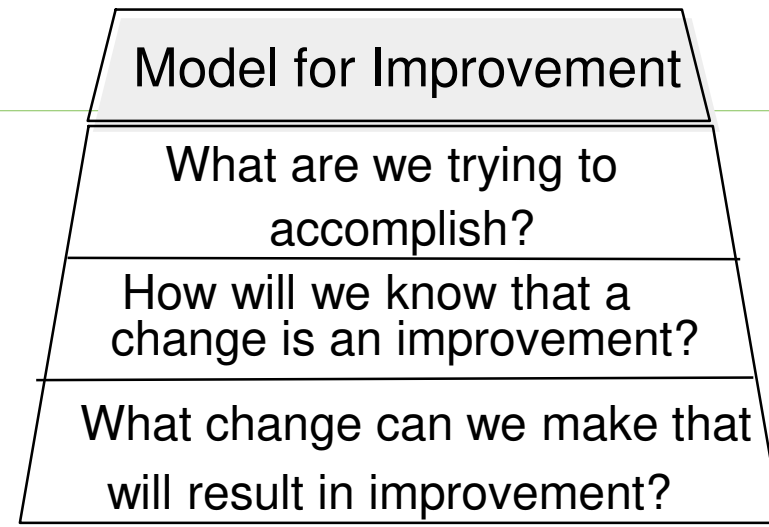 Model for Improvement
What are we trying to
accomplish?
How will we know that a
change is an improvement?
What change can we make that
will result in improvement?